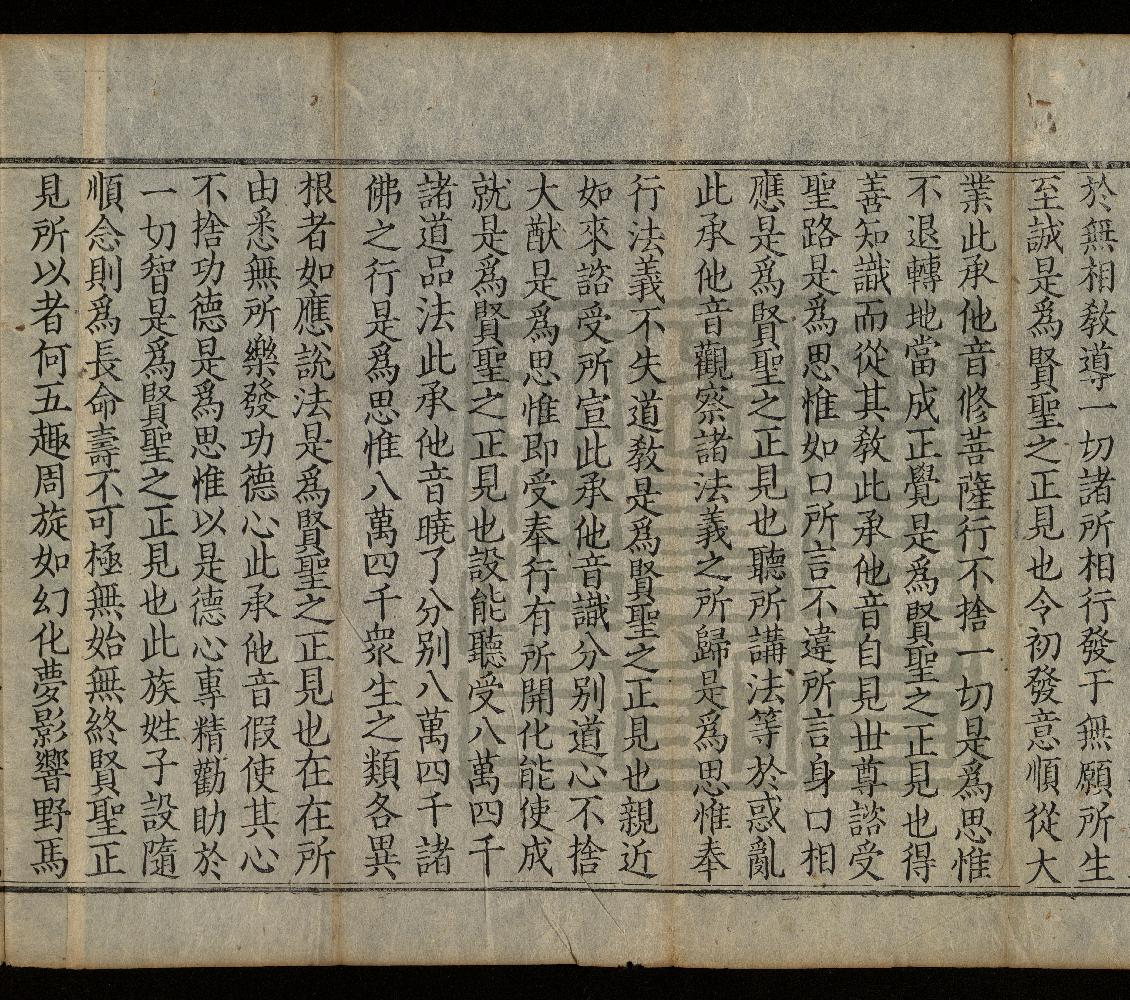 於無相教導一切諸所相行發于無願所生
至誠是爲賢聖之正見也令初發意順從大
業此承他音修菩薩行不捨一切是爲思惟
不退轉地當成正覺是爲賢聖之正見也得
善知識而從其教此承他音自見世尊諮受
聖路是爲思惟如口所言不違所言身口相
應是爲賢聖之正見也聽所講法等於惑亂
此承他音觀察諸法義之所歸是爲思惟奉
行法義不失道教是爲賢聖之正見也親近
如來諮受所宣此承他音識分別道心不捨
大猷是爲思惟即受奉行有所開化能使成
就是爲賢聖之正見也設能聽受八萬四千
諸道品法此承他音曉了分別八萬四千諸
佛之行是爲思惟八萬四千衆生之類各異
根者如應說法是爲賢聖之正見也在在所
由悉無所樂發功德心此承他音假使其心
不捨功德是爲思惟以是德心專精勸助於
一切智是爲賢聖之正見也此族姓子設隨
順念則爲長命壽不可極無始無終賢聖正
見所以者何五趣周旋如幻化夢影響野馬